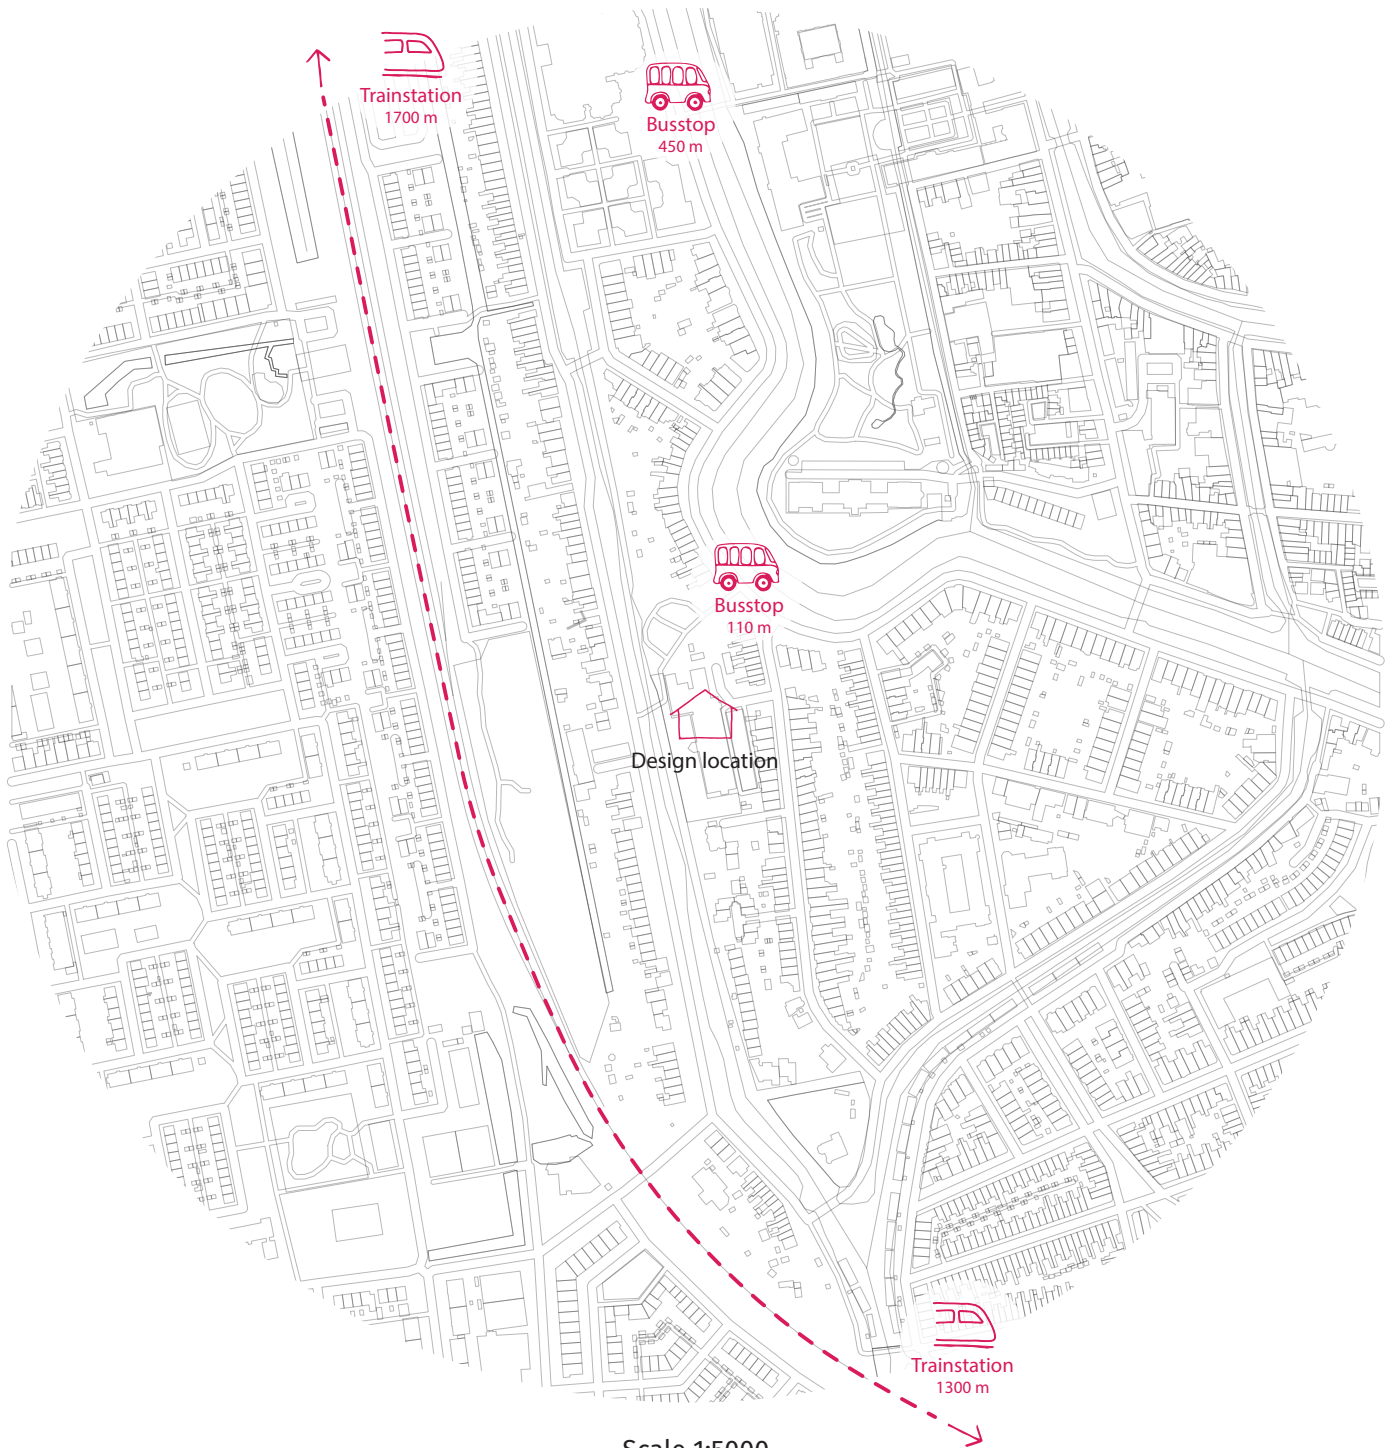 Trainstation
1700 m
Busstop
450 m
Busstop
110 m
Design location
Trainstation
1300 m
Scale 1:5000